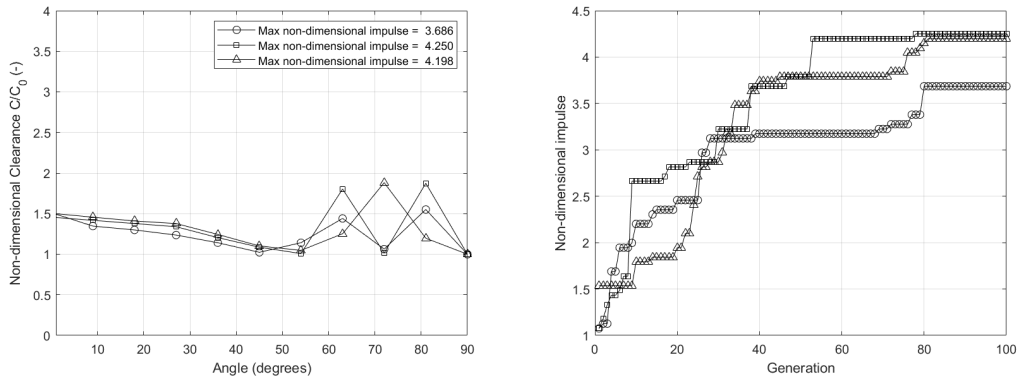 4
3.5
3
2.5
2
1.5
1
0.5
0
Non-dimensional Clearance C/C0 (-)
Max non-dimensional impulse = 3.686
Max non-dimensional impulse = 4.250
Max non-dimensional impulse = 4.198
10 20 30 40 50 60 70 80 90
Angle (degrees)
4.5
4
3.5
3
2.5
2
1.5
1
Non-dimensional impulse
0 20 40 60 80 100
Generation